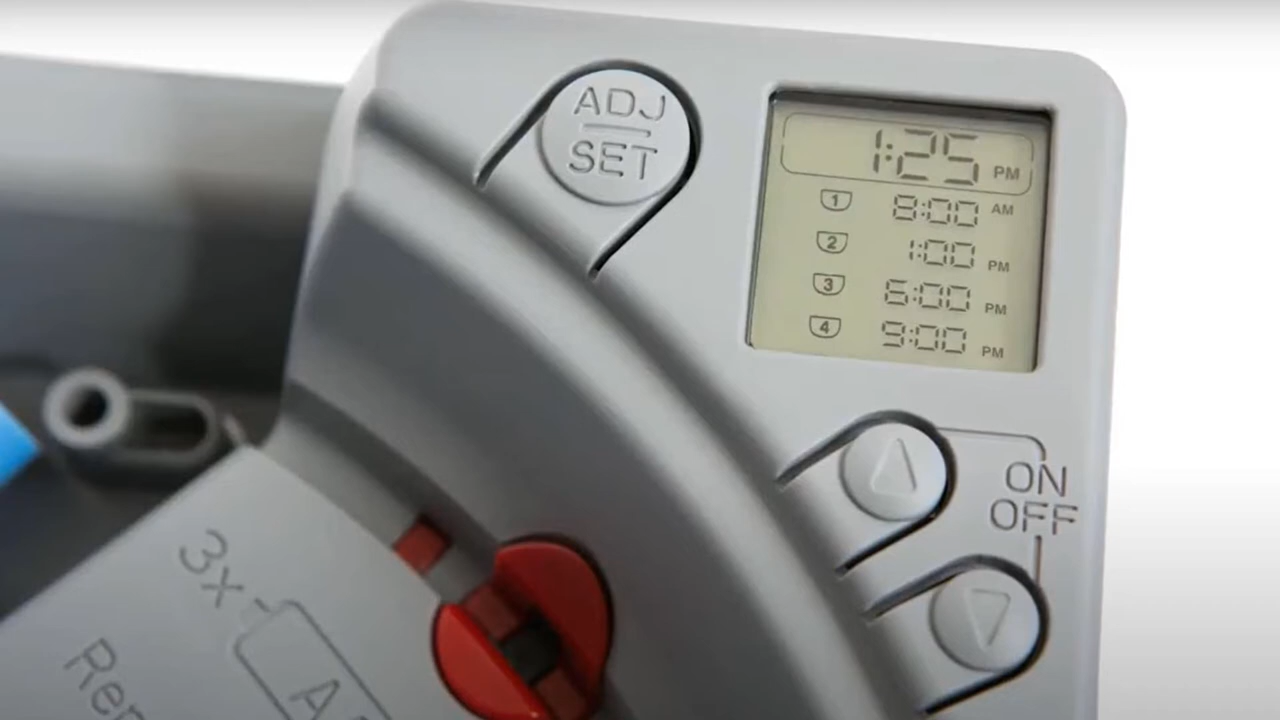 ADJ
SET
1:25 PM
1 8:00 AM
2 1:00 PM
3 6:00 PM
4 9:00 PM
ON
OFF
3x